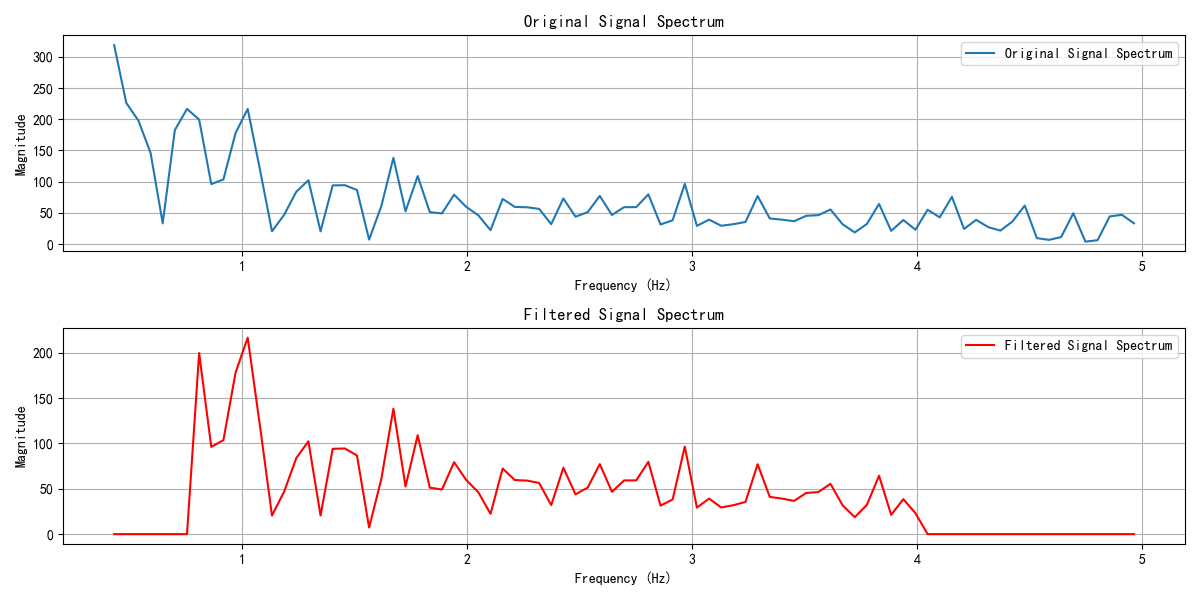 Original Signal Spectrum
Original Signal Spectrum
300
250
200
150
100
50
0
Magnitude
1 2 3 4 5
Frequency (Hz)
Filtered Signal Spectrum
Filtered Signal Spectrum
200
150
100
50
0
Magnitude
1 2 3 4 5
Frequency (Hz)